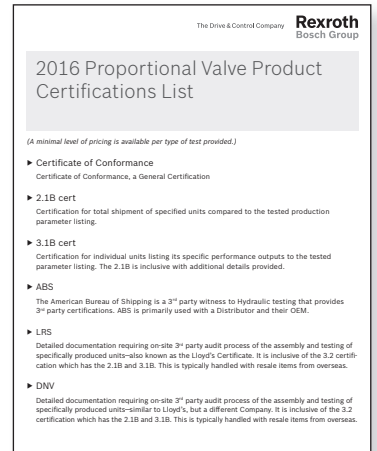 The Drive & Control Company
Rexroth
Bosch Group
2016 Proportional Valve Product
Certifications List
(A minimal level of pricing is available per type of test provided.)
► Certificate of Conformance
Certificate of Conformance, a General Certification
► 2.1B cert
Certification for total shipment of specified units compared to the tested production
parameter listing.
► 3.1B cert
Certification for individual units listing its specific performance outputs to the tested
parameter listing. The 2.1B is inclusive with additional details provided.
► ABS
The American Bureau of Shipping is a 3rd party witness to Hydraulic testing that provides
3rd party certifications. ABS is primarily used with a Distributor and their OEM.
► LRS
Detailed documentation requiring on-site 3rd party audit process of the assembly and testing of
specifically produced units—also known as the Lloyd's Certificate. It is inclusive of the 3.2 certifi-
cation which has the 2.1B and 3.1B. This is typically handled with resale items from overseas.
► DNV
Detailed documentation requiring on-site 3rd party audit process of the assembly and testing of
specifically produced units—similar to Lloyd's, but a different Company. It is inclusive of the 3.2
certification which has the 2.1B and 3.1B. This is typically handled with resale items from overseas.